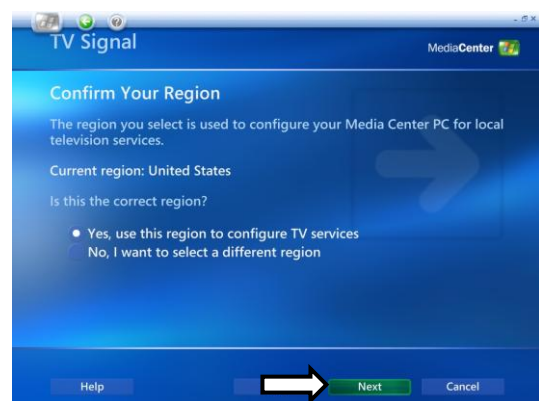 TV Signal
MediaCenter
Confirm Your Region
The region you select is used to configure your Media Center PC for local
television services.
Current region: United States
Is this the correct region?
Yes, use this region to configure TV services
No, I want to select a different region
Help
Next
Cancel